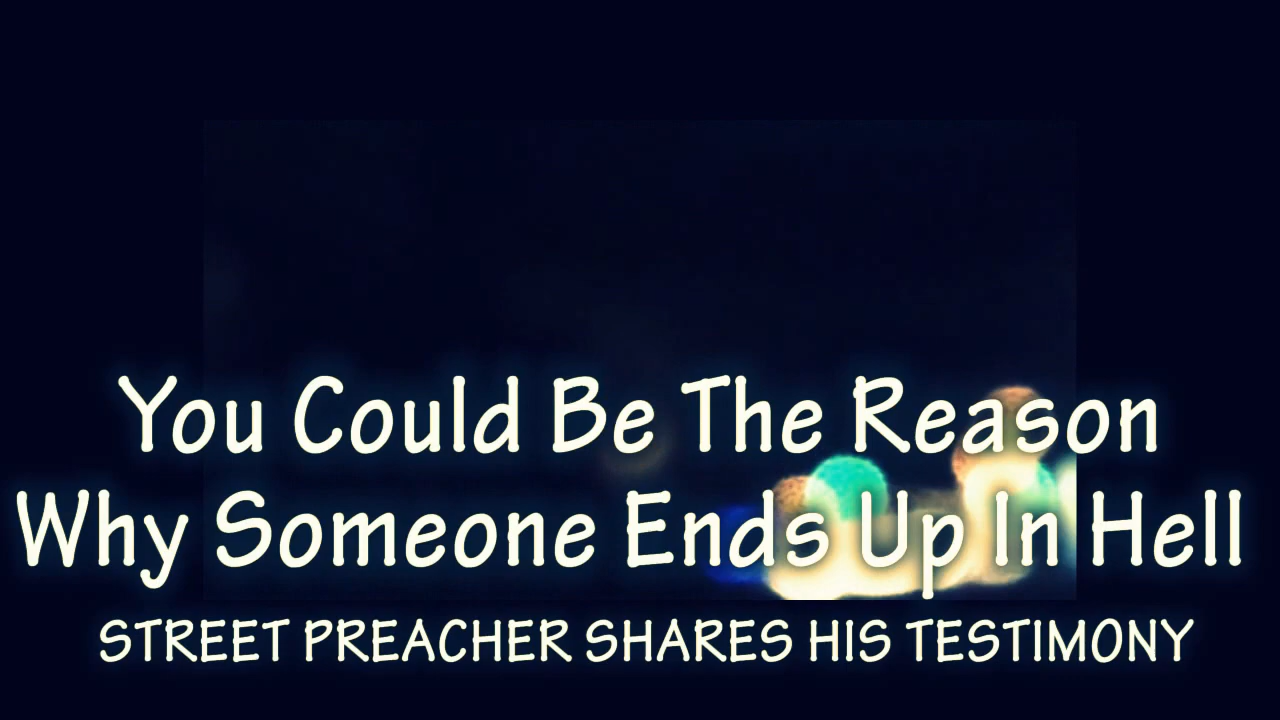 You Could Be The Reason
Why Someone Ends Up In Hell
STREET PREACHER SHARES HIS TESTIMONY